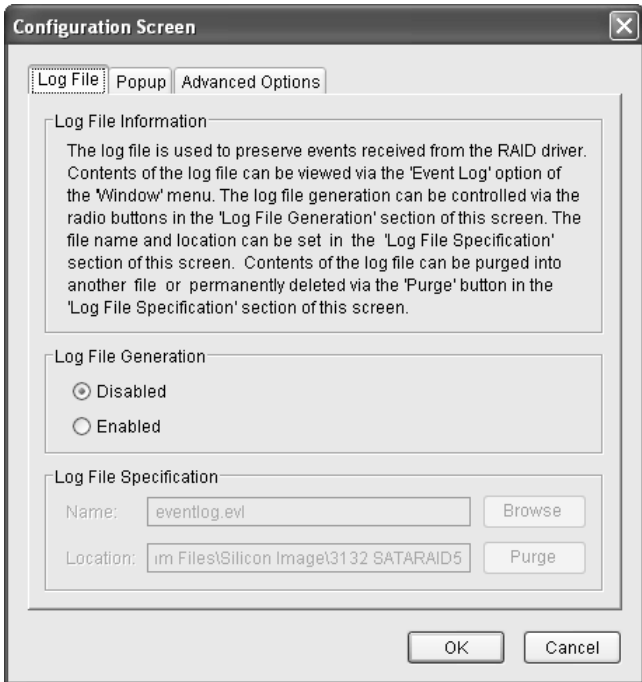 Configuration Screen
Log File Popup Advanced Options
Log File Information
The log file is used to preserve events received from the RAID driver.
Contents of the log file can be viewed via the 'Event Log' option of
the 'Window' menu. The log file generation can be controlled via the
radio buttons in the 'Log File Generation' section of this screen. The
file name and location can be set in the 'Log File Specification'
section of this screen. Contents of the log file can be purged into
another file or permanently deleted via the 'Purge' button in the
'Log File Specification' section of this screen.
Log File Generation
Disabled
Enabled
Log File Specification
Name: eventlog.evl Browse
Location: am Files\Silicon Image\3132 SATARAID5 Purge
OK Cancel